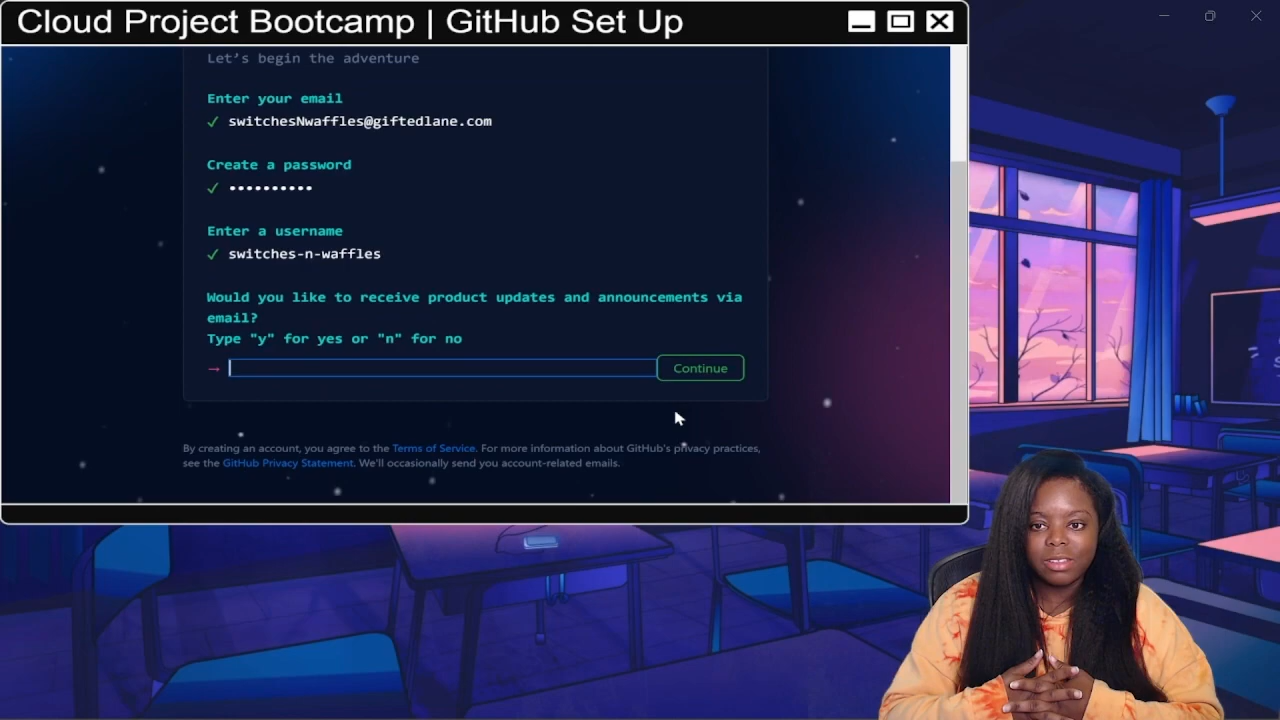 Cloud Project Bootcamp | GitHub Set Up
Let's begin the adventure
Enter your email
✓ switchesNwaffles@giftedlane.com
Create a password
✓ ••••••••••
Enter a username
✓ switches-n-waffles
Would you like to receive product updates and announcements via
email?
Type "y" for yes or "n" for no
→
Continue
By creating an account, you agree to the Terms of Service. For more information about GitHub's privacy practices,
see the GitHub Privacy Statement. We'll occasionally send you account-related emails.